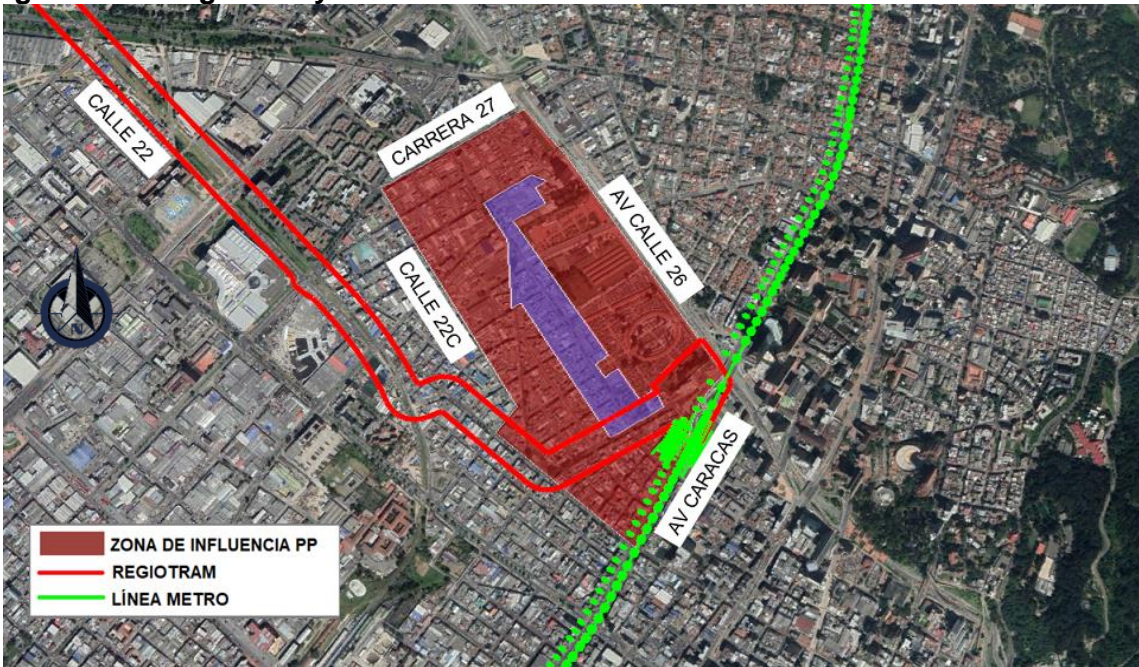 CALLE 22
CARRERA 27
AV CALLE 26
CALLE 22C
AV CARACAS
ZONA DE INFLUENCIA PP
REGIOTRAM
LÍNEA METRO